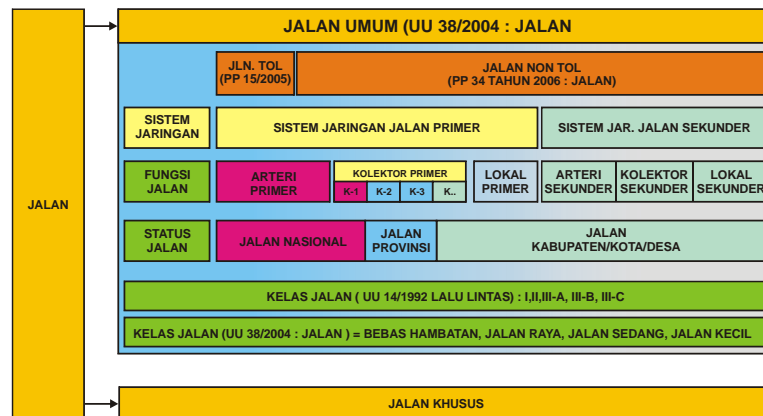 JALAN UMUM (UU 38/2004 : JALAN
JLN. TOL
(PP 15/2005)
JALAN NON TOL
(PP 34 TAHUN 2006 : JALAN)
SISTEM
JARINGAN
SISTEM JARINGAN JALAN PRIMER
SISTEM JAR. JALAN SEKUNDER
FUNGSI
JALAN
ARTERI
PRIMER
KOLEKTOR PRIMER
K-1
K-2
K-3
K..
LOKAL
PRIMER
ARTERI
SEKUNDER
KOLEKTOR
SEKUNDER
LOKAL
SEKUNDER
JALAN
STATUS
JALAN
JALAN NASIONAL
JALAN
PROVINSI
JALAN
KABUPATEN/KOTA/DESA
KELAS JALAN ( UU 14/1992 LALU LINTAS) : I,II,III-A, III-B, III-C
KELAS JALAN (UU 38/2004 : JALAN ) = BEBAS HAMBATAN, JALAN RAYA, JALAN SEDANG, JALAN KECIL
JALAN KHUSUS